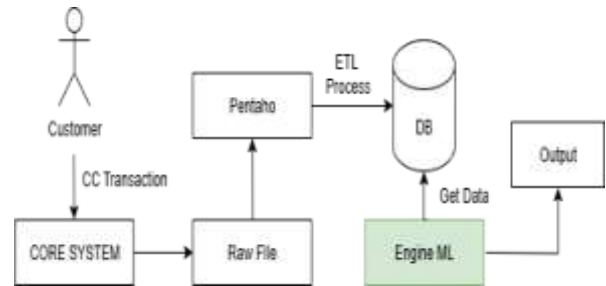 ETL
Process
Pentaho
DB
Customer
Output
CC Transaction
Get Data
CORE SYSTEM
Raw File
Engine ML